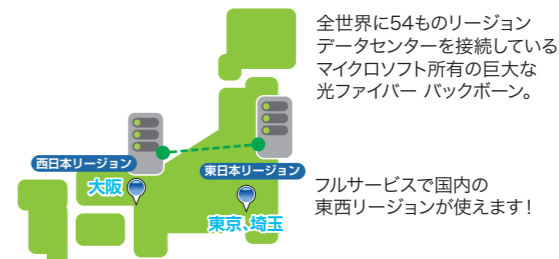 全世界に54ものリージョン
データセンターを接続している
マイクロソフト所有の巨大な
光ファイバー バックボーン。
西日本リージョン
東日本リージョン
大阪
東京、埼玉
フルサービスで国内の
東西リージョンが使えます!